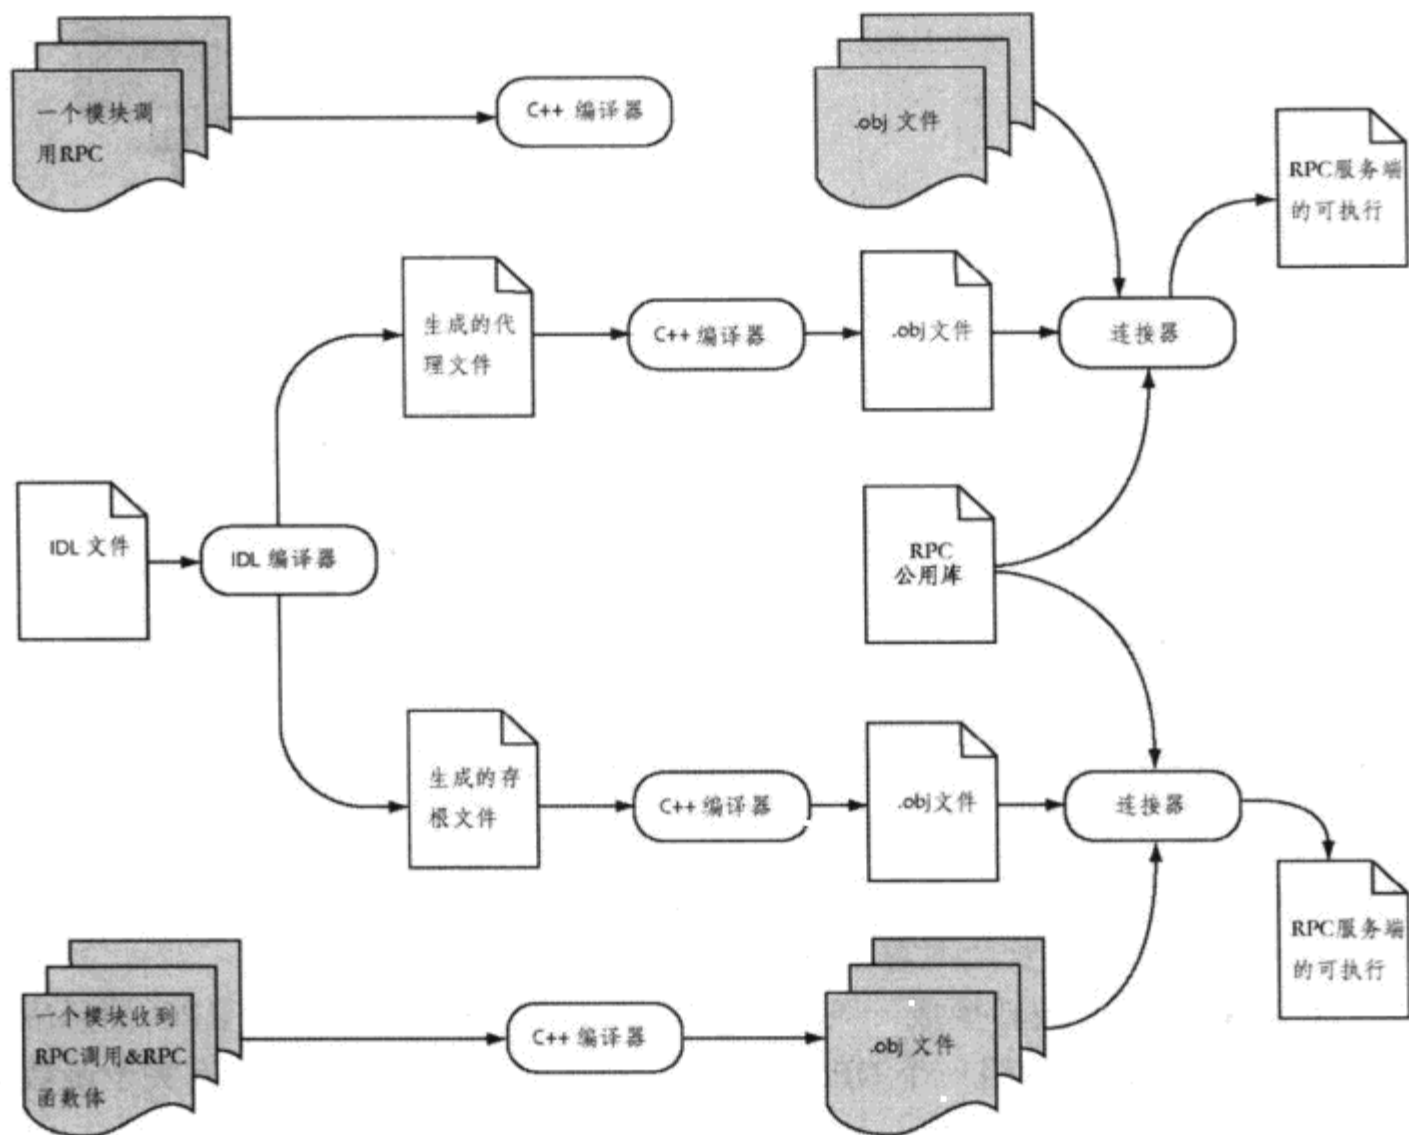 一个模块调
用RPC
C++ 编译器
.obj 文件
RPC服务端
的可执行
生成的代
理文件
C++ 编译器
.obj文件
连接器
IDL 文件
IDL 编译器
RPC
公用库
生成的存
根文件
C++ 编译器
.obj文件
连接器
RPC服务端
的可执行
一个模块收到
RPC调用&RPC
函数体
C++ 编译器
.obj 文件